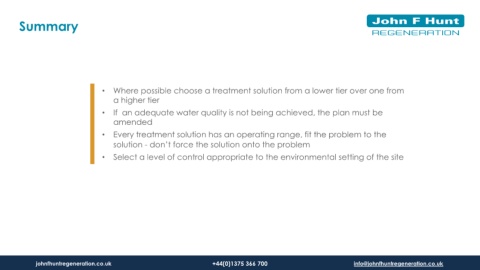 Summary
John F Hunt
REGENERATION
• Where possible choose a treatment solution from a lower tier over one from
a higher tier
• If an adequate water quality is not being achieved, the plan must be
amended
• Every treatment solution has an operating range, fit the problem to the
solution - don't force the solution onto the problem
• Select a level of control appropriate to the environmental setting of the site
johnfhuntregeneration.co.uk +44(0)1375 366 700 info@johnfhuntregeneration.co.uk